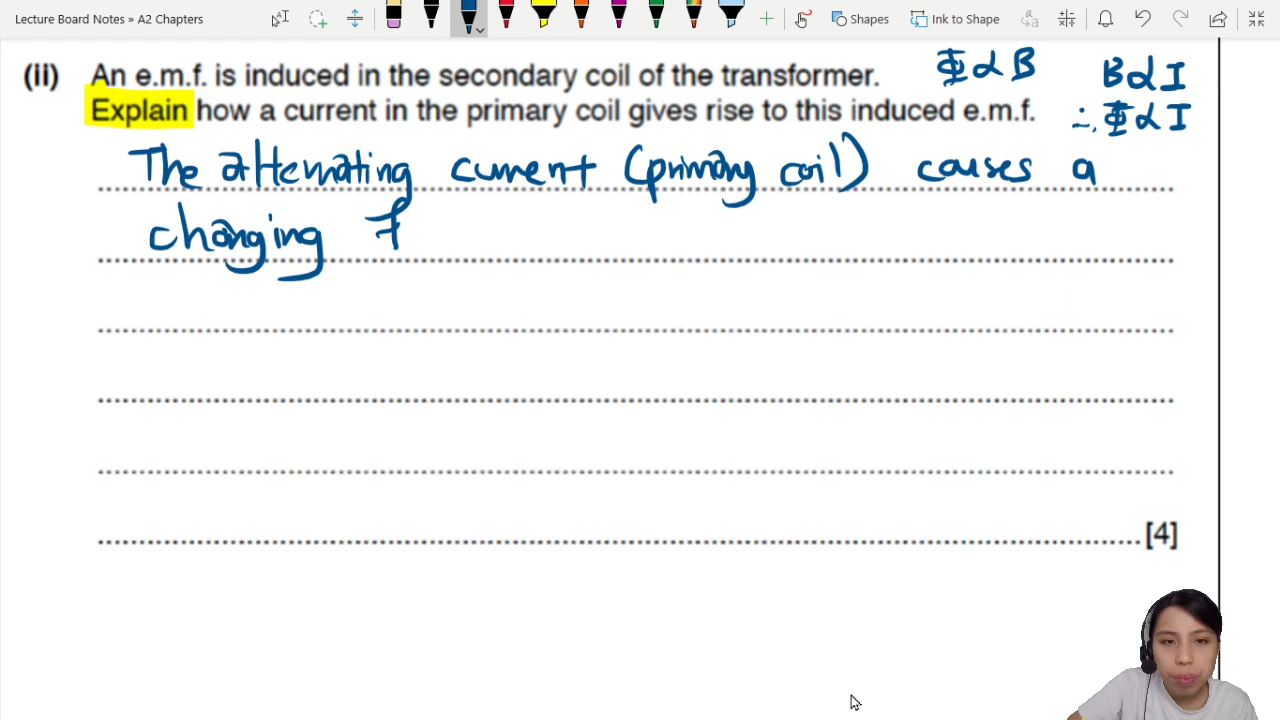 Lecture Board Notes » A2 Chapters
Shapes
Ink to Shape
(ii) An e.m.f. is induced in the secondary coil of the transformer.
Explain how a current in the primary coil gives rise to this induced e.m.f.
Φ α B
B α I
∴ Φ α I
The alternating current (primary coil) causes a
changing f
[4]